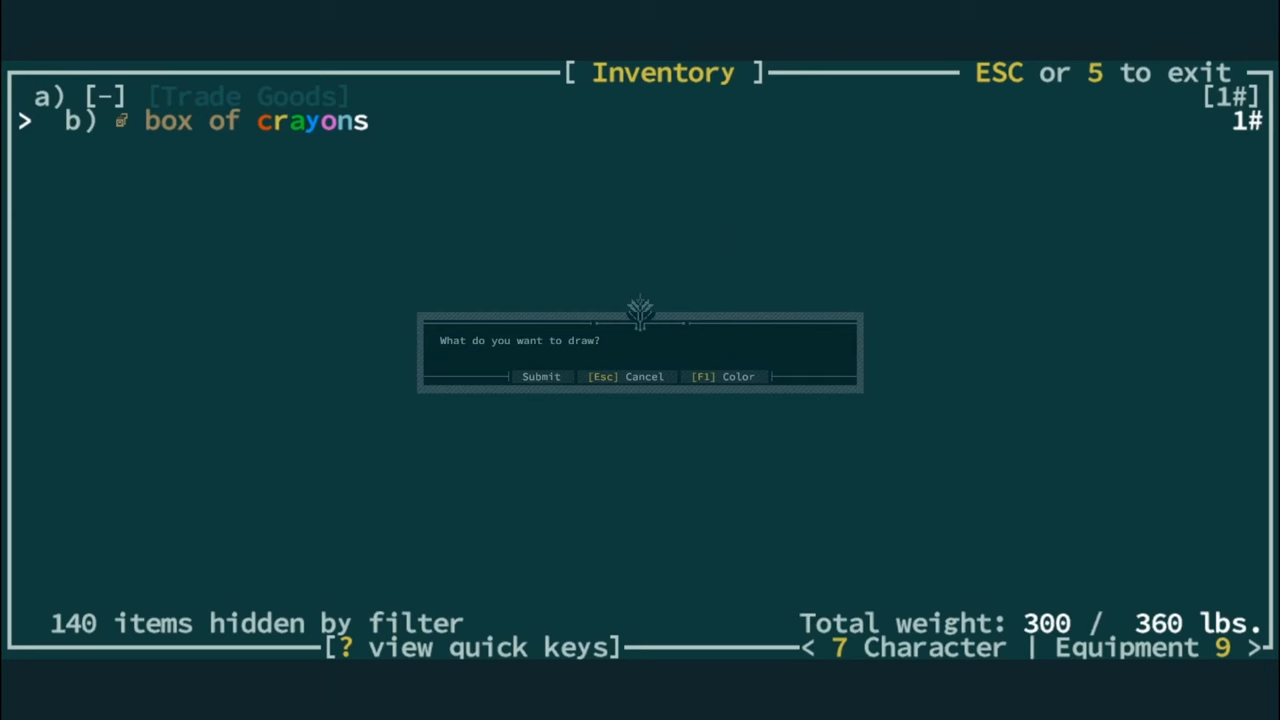 [ Inventory ] ESC or 5 to exit
a) [-] [Trade Goods] [1#]
> b) box of crayons 1#
What do you want to draw?
Submit [Esc] Cancel [F1] Color
140 items hidden by filter Total weight: 300 / 360 lbs.
[? view quick keys] < 7 Character | Equipment 9 >